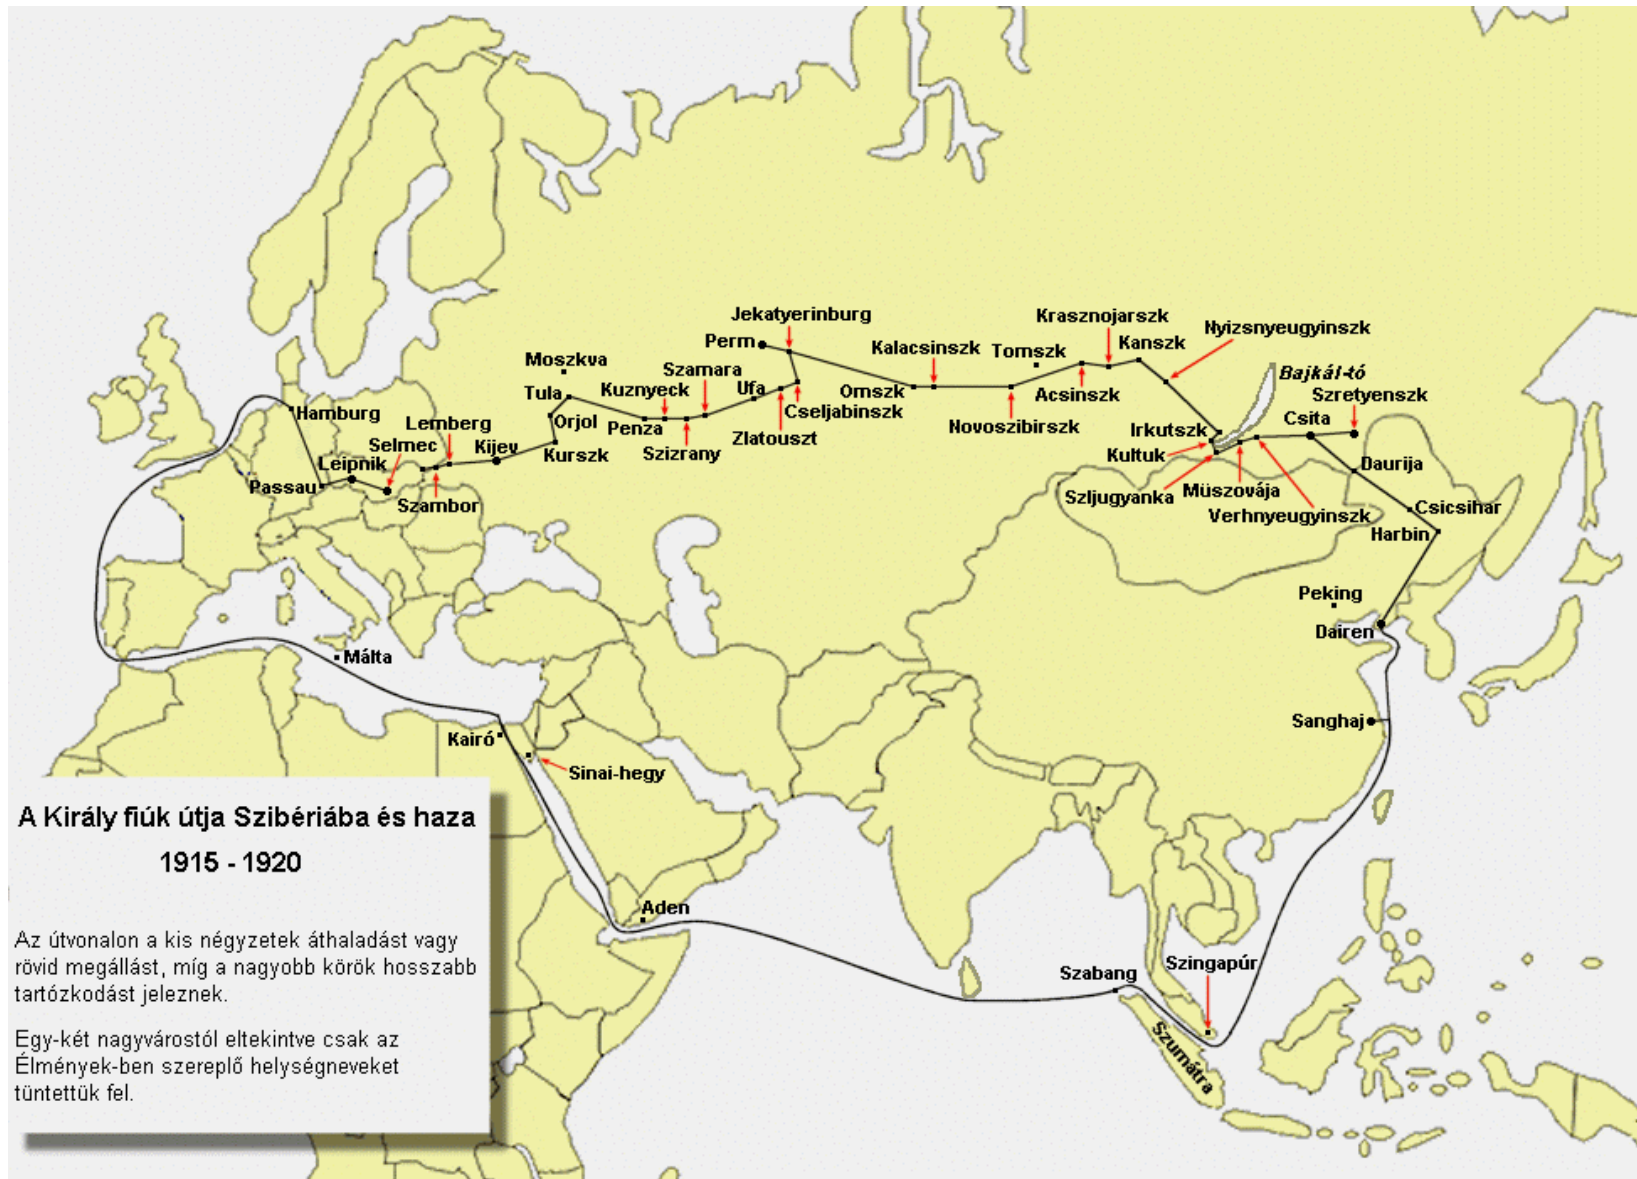 Jekatyerinburg
Perm
Krasznojarszk
Nyizsnyeugyinszk
Kalacsinszk
Tomszk
Kanszk
Moszkva
Szamara
Bajkál-tó
Kuznyeck
Ufa
Omszk
Acsinszk
Szretyenszk
Tula
Cseljabinszk
Hamburg
Lemberg
Orjol
Penza
Zlatouszt
Novoszibirszk
Irkutszk
Csita
Selmec
Kijev
Kurszk
Szizrany
Kultuk
Leipnik
Daurija
Passau
Szljugyanka
Müszovája
Szambor
Verhnyeugyinszk
Csicsihar
Harbin
Peking
Dairen
Málta
Sanghaj
Kairó
Sinai-hegy
A Király fiúk útja Szibériába és haza
1915 - 1920
Aden
Az útvonalon a kis négyzetek áthaladást vagy
rövid megállást, míg a nagyobb körök hosszabb
tartózkodást jeleznek.
Szabang
Szingapúr
Szumátra
Egy-két nagyvárostól eltekintve csak az
Élmények-ben szereplő helységneveket
tüntettük fel.